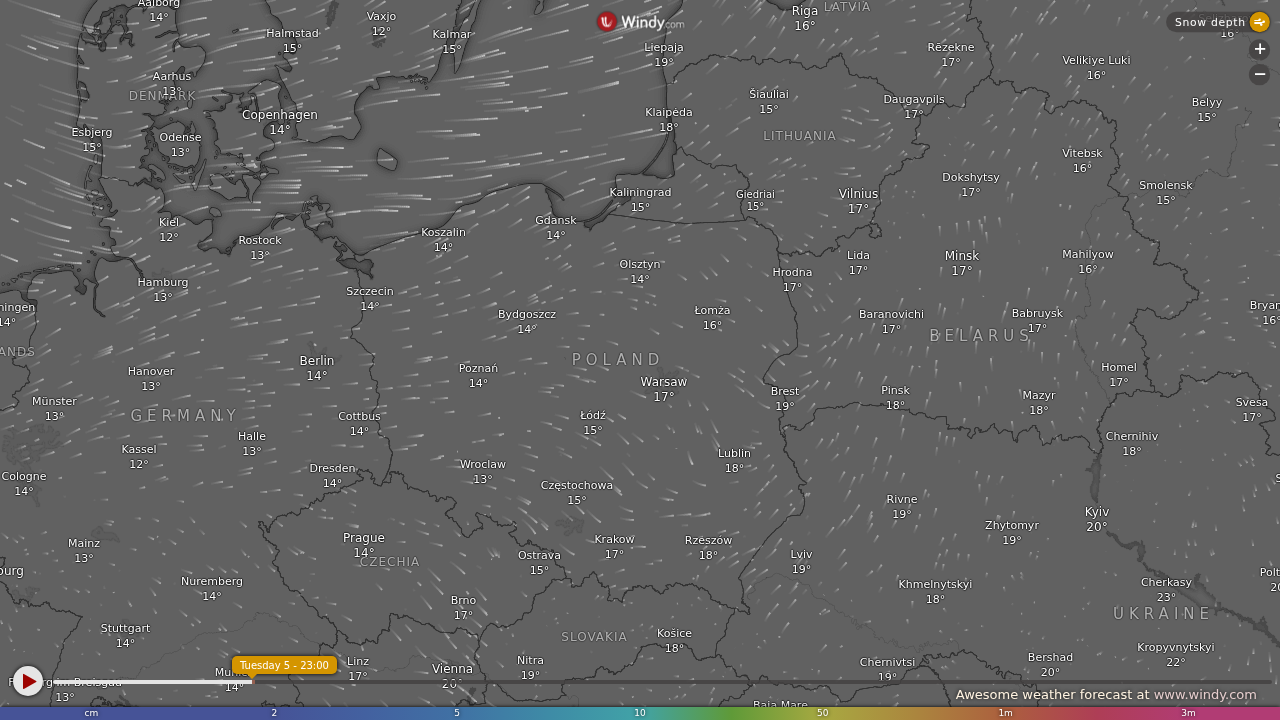 Aalborg
14°
Vaxjo
12°
Windy.com
Riga
16°
LATVIA
Snow depth
16°
Halmstad
15°
Kalmar
15°
Liepaja
19°
Rēzekne
17°
Velikiye Luki
16°
Aarhus
13°
DENMARK
Copenhagen
14°
Klaipėda
18°
Šiauliai
15°
Daugavpils
17°
Belyy
15°
Esbjerg
15°
Odense
13°
LITHUANIA
Vitebsk
16°
Kaliningrad
15°
Giedriai
15°
Vilnius
17°
Dokshytsy
17°
Smolensk
15°
Kiel
12°
Rostock
13°
Koszalin
14°
Gdansk
14°
Olsztyn
14°
Hrodna
17°
Lida
17°
Minsk
17°
Mahilyow
16°
Hamburg
13°
Szczecin
14°
ningen
14°
Bydgoszcz
14°
Łomża
16°
Baranovichi
17°
Babruysk
17°
Bryan
16°
BELARUS
ANDS
Hanover
13°
Berlin
14°
Poznań
14°
POLAND
Warsaw
17°
Brest
19°
Pinsk
18°
Mazyr
18°
Homel
17°
Svesa
17°
Münster
13°
GERMANY
Cottbus
14°
Łódź
15°
Kassel
12°
Halle
13°
Lublin
18°
Chernihiv
18°
Cologne
14°
Dresden
14°
Wroclaw
13°
Częstochowa
15°
Rivne
19°
Zhytomyr
19°
Kyiv
20°
S
Mainz
13°
Prague
14°
CZECHIA
Ostrava
15°
Krakow
17°
Rzeszow
18°
Lviv
19°
burg
Nuremberg
14°
Brno
17°
Khmelnytskyi
18°
Cherkasy
23°
Polt
20
UKRAINE
Stuttgart
14°
SLOVAKIA
Košice
18°
Kropyvnytskyi
22°
Tuesday 5 - 23:00
Linz
17°
Vienna
20°
Nitra
19°
Chernivtsi
19°
Bershad
20°
13°
14°
Baia Mare
Awesome weather forecast at www.windy.com
cm 2 5 10 50 1m 3m